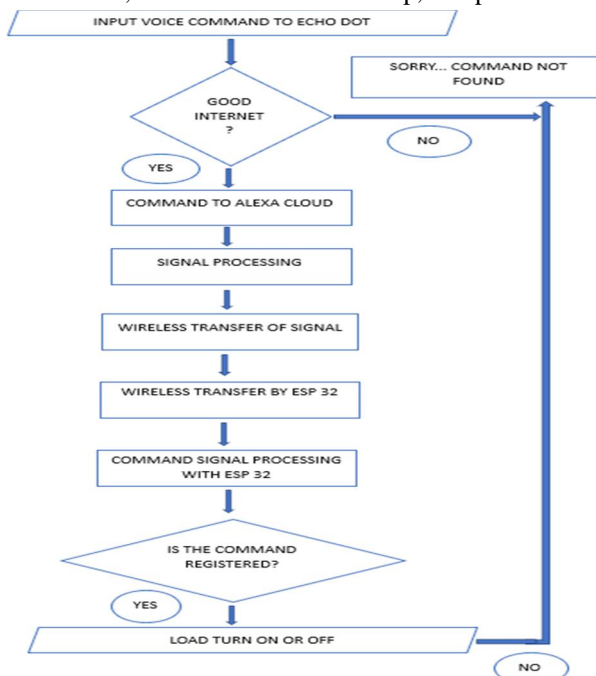 INPUT VOICE COMMAND TO ECHO DOT
SORRY... COMMAND NOT
FOUND
GOOD
INTERNET
?
NO
YES
COMMAND TO ALEXA CLOUD
SIGNAL PROCESSING
WIRELESS TRANSFER OF SIGNAL
WIRELESS TRANSFER BY ESP 32
COMMAND SIGNAL PROCESSING
WITH ESP 32
IS THE COMMAND
REGISTERED?
YES
LOAD TURN ON OR OFF
NO